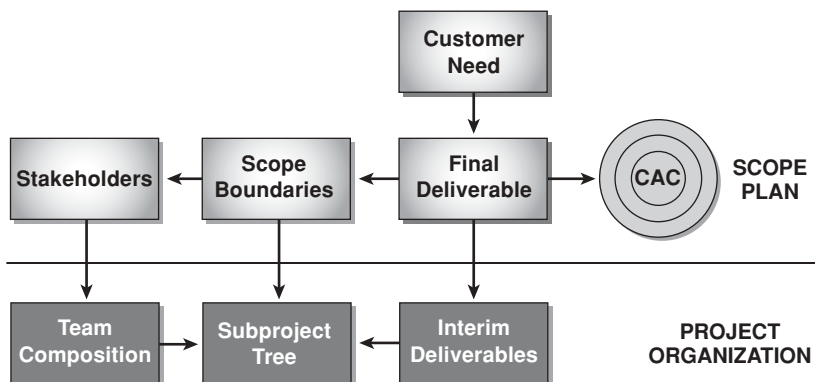 Customer
Need
Stakeholders
Scope
Boundaries
Final
Deliverable
CAC
SCOPE
PLAN
Team
Composition
Subproject
Tree
Interim
Deliverables
PROJECT
ORGANIZATION